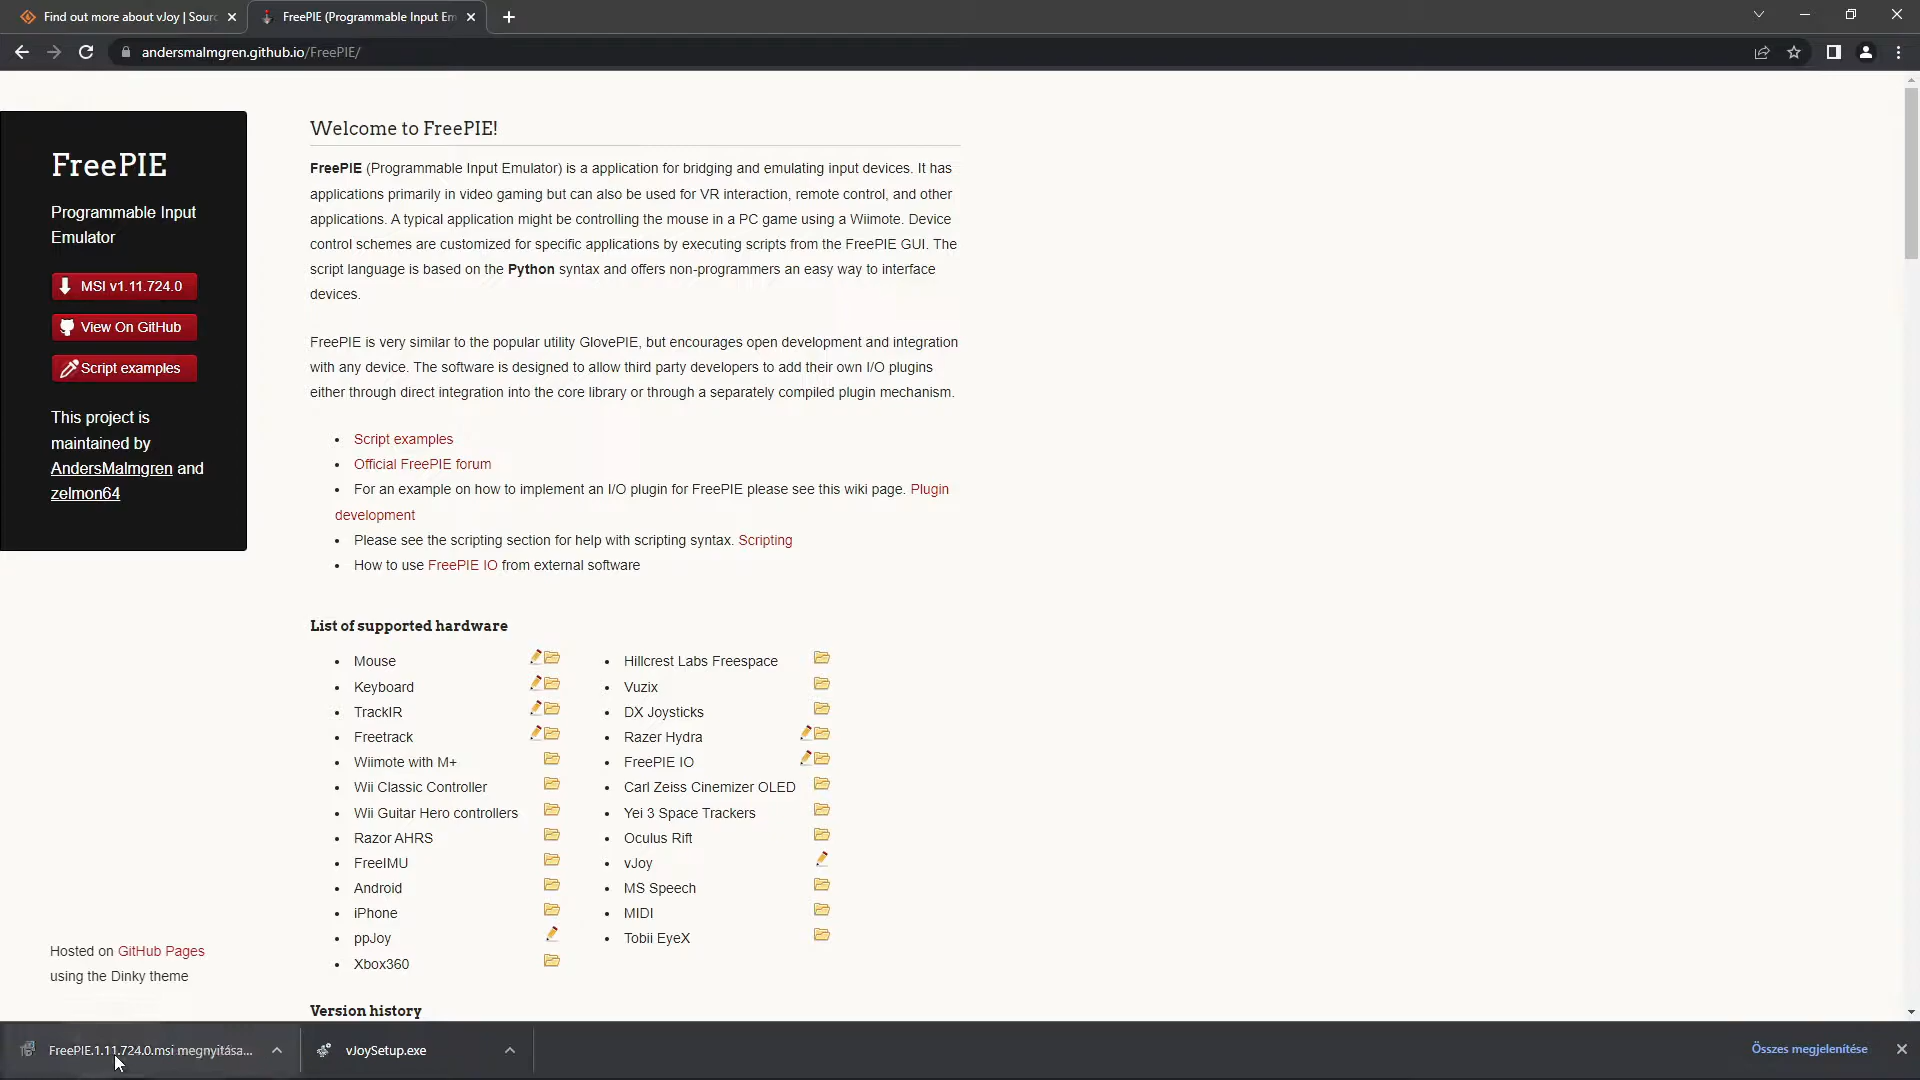 Find out more about vJoy | Sourc
FreePIE (Programmable Input Em
andersmalmgren.github.io/FreePIE/
FreePIE
Programmable Input
Emulator
MSI v1.11.724.0
View On GitHub
Script examples
This project is
maintained by
AndersMalmgren and
zelmon64
Hosted on GitHub Pages
using the Dinky theme
Welcome to FreePIE!
FreePIE (Programmable Input Emulator) is a application for bridging and emulating input devices. It has
applications primarily in video gaming but can also be used for VR interaction, remote control, and other
applications. A typical application might be controlling the mouse in a PC game using a Wiimote. Device
control schemes are customized for specific applications by executing scripts from the FreePIE GUI. The
script language is based on the Python syntax and offers non-programmers an easy way to interface
devices.
FreePIE is very similar to the popular utility GlovePIE, but encourages open development and integration
with any device. The software is designed to allow third party developers to add their own I/O plugins
either through direct integration into the core library or through a separately compiled plugin mechanism.
Script examples
Official FreePIE forum
For an example on how to implement an I/O plugin for FreePIE please see this wiki page. Plugin
development
Please see the scripting section for help with scripting syntax. Scripting
How to use FreePIE IO from external software
List of supported hardware
Mouse
Keyboard
TrackIR
Freetrack
Wiimote with M+
Wii Classic Controller
Wii Guitar Hero controllers
Razor AHRS
FreeIMU
Android
iPhone
ppJoy
Xbox360
Hillcrest Labs Freespace
Vuzix
DX Joysticks
Razer Hydra
FreePIE IO
Carl Zeiss Cinemizer OLED
Yei 3 Space Trackers
Oculus Rift
vJoy
MS Speech
MIDI
Tobii EyeX
Version history
FreePIE.1.11.724.0.msi megnyitása...
vJoySetup.exe
Összes megjelenítése